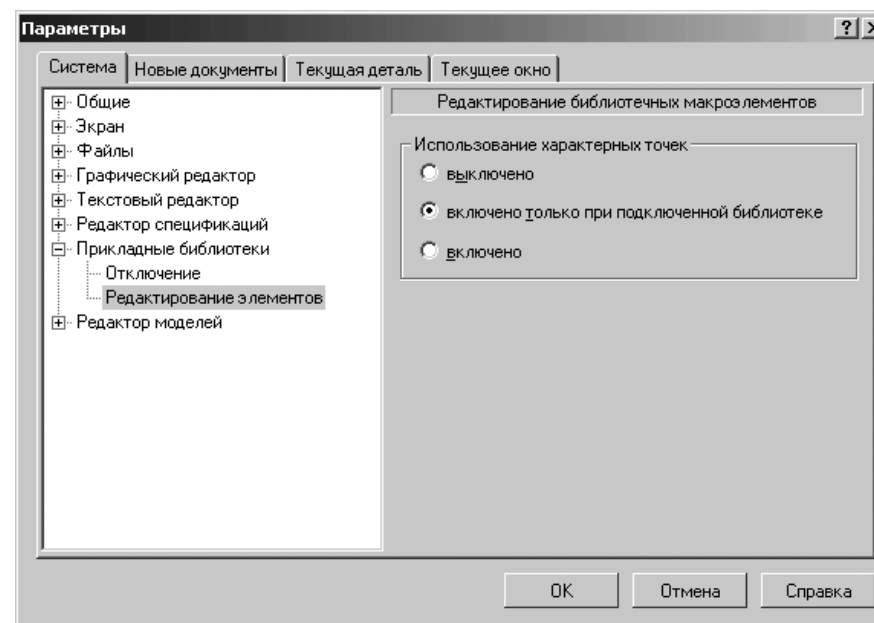 Параметры
Система Новые документы Текущая деталь Текущее окно
Общие
Экран
Файлы
Графический редактор
Текстовый редактор
Редактор спецификаций
Прикладные библиотеки
Отключение
Редактирование элементов
Редактор моделей
Редактирование библиотечных макроэлементов
Использование характерных точек
выключено
включено только при подключенной библиотеке
включено
OK Отмена Справка